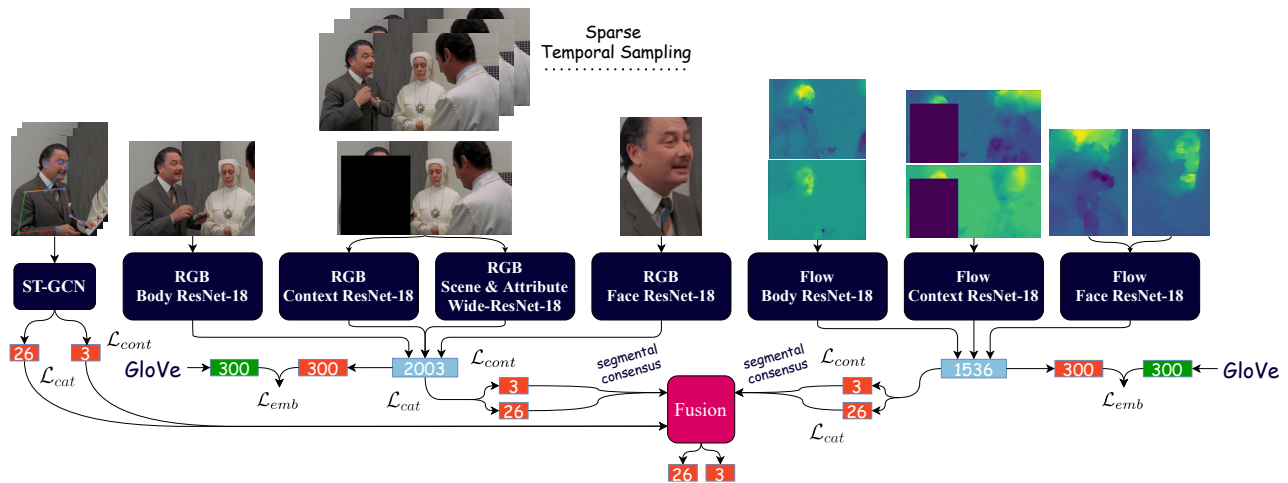 Sparse
Temporal Sampling
ST-GCN
RGB
Body ResNet-18
RGB
Context ResNet-18
RGB
Scene & Attribute
Wide-ResNet-18
RGB
Face ResNet-18
Flow
Body ResNet-18
Flow
Context ResNet-18
Flow
Face ResNet-18
26
3
ℒcont
ℒcat
GloVe
300
300
ℒemb
2003
ℒcont
ℒcat
3
26
segmental
consensus
Fusion
26
3
segmental
consensus
ℒcont
3
26
ℒcat
1536
300
300
GloVe
ℒemb